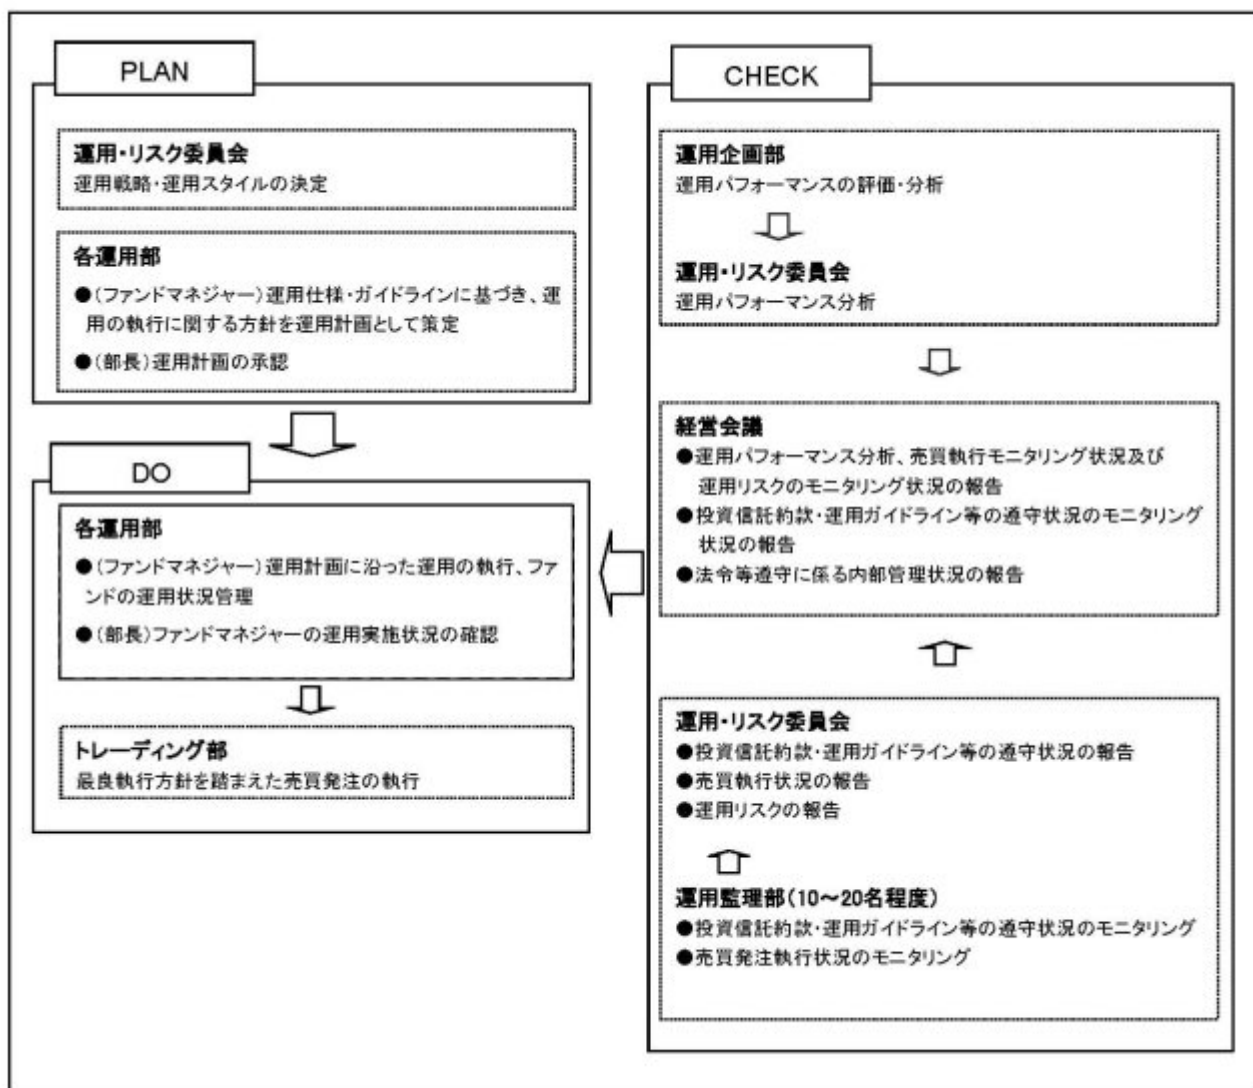 PLAN
運用・リスク委員会
運用戦略・運用スタイルの決定
各運用部
●(ファンドマネジャー)運用仕様・ガイドラインに基づき、運
用の執行に関する方針を運用計画として策定
●(部長)運用計画の承認
DO
各運用部
●(ファンドマネジャー)運用計画に沿った運用の執行、ファ
ンドの運用状況管理
●(部長)ファンドマネジャーの運用実施状況の確認
トレーディング部
最良執行方針を踏まえた売買発注の執行
CHECK
運用企画部
運用パフォーマンスの評価・分析
運用・リスク委員会
運用パフォーマンス分析
経営会議
●運用パフォーマンス分析、売買執行モニタリング状況及び
運用リスクのモニタリング状況の報告
●投資信託約款・運用ガイドライン等の遵守状況のモニタリング
状況の報告
●法令等遵守に係る内部管理状況の報告
運用・リスク委員会
●投資信託約款・運用ガイドライン等の遵守状況の報告
●売買執行状況の報告
●運用リスクの報告
運用監理部(10～20名程度)
●投資信託約款・運用ガイドライン等の遵守状況のモニタリング
●売買発注執行状況のモニタリング